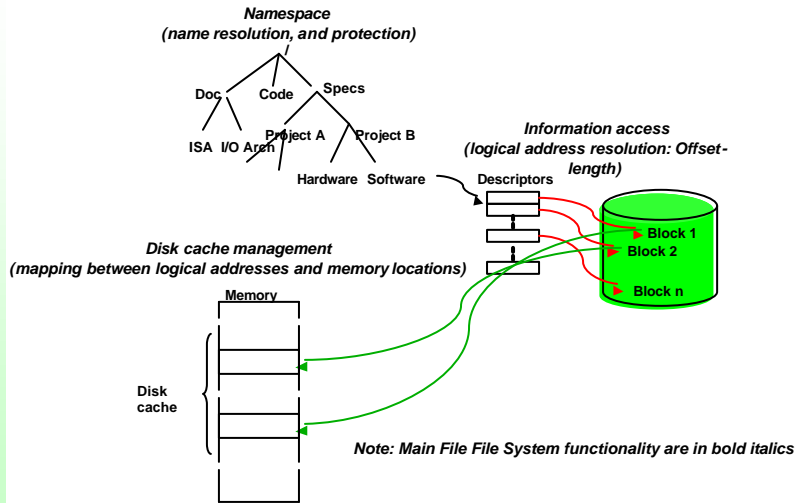 Namespace
(name resolution, and protection)
Doc
Code
Specs
ISA
I/O Arch
Project A
Project B
Hardware
Software
Information access
(logical address resolution: Offset-
length)
Descriptors
Block 1
Block 2
Block n
Disk cache management
(mapping between logical addresses and memory locations)
Memory
Disk
cache
Note: Main File File System functionality are in bold italics